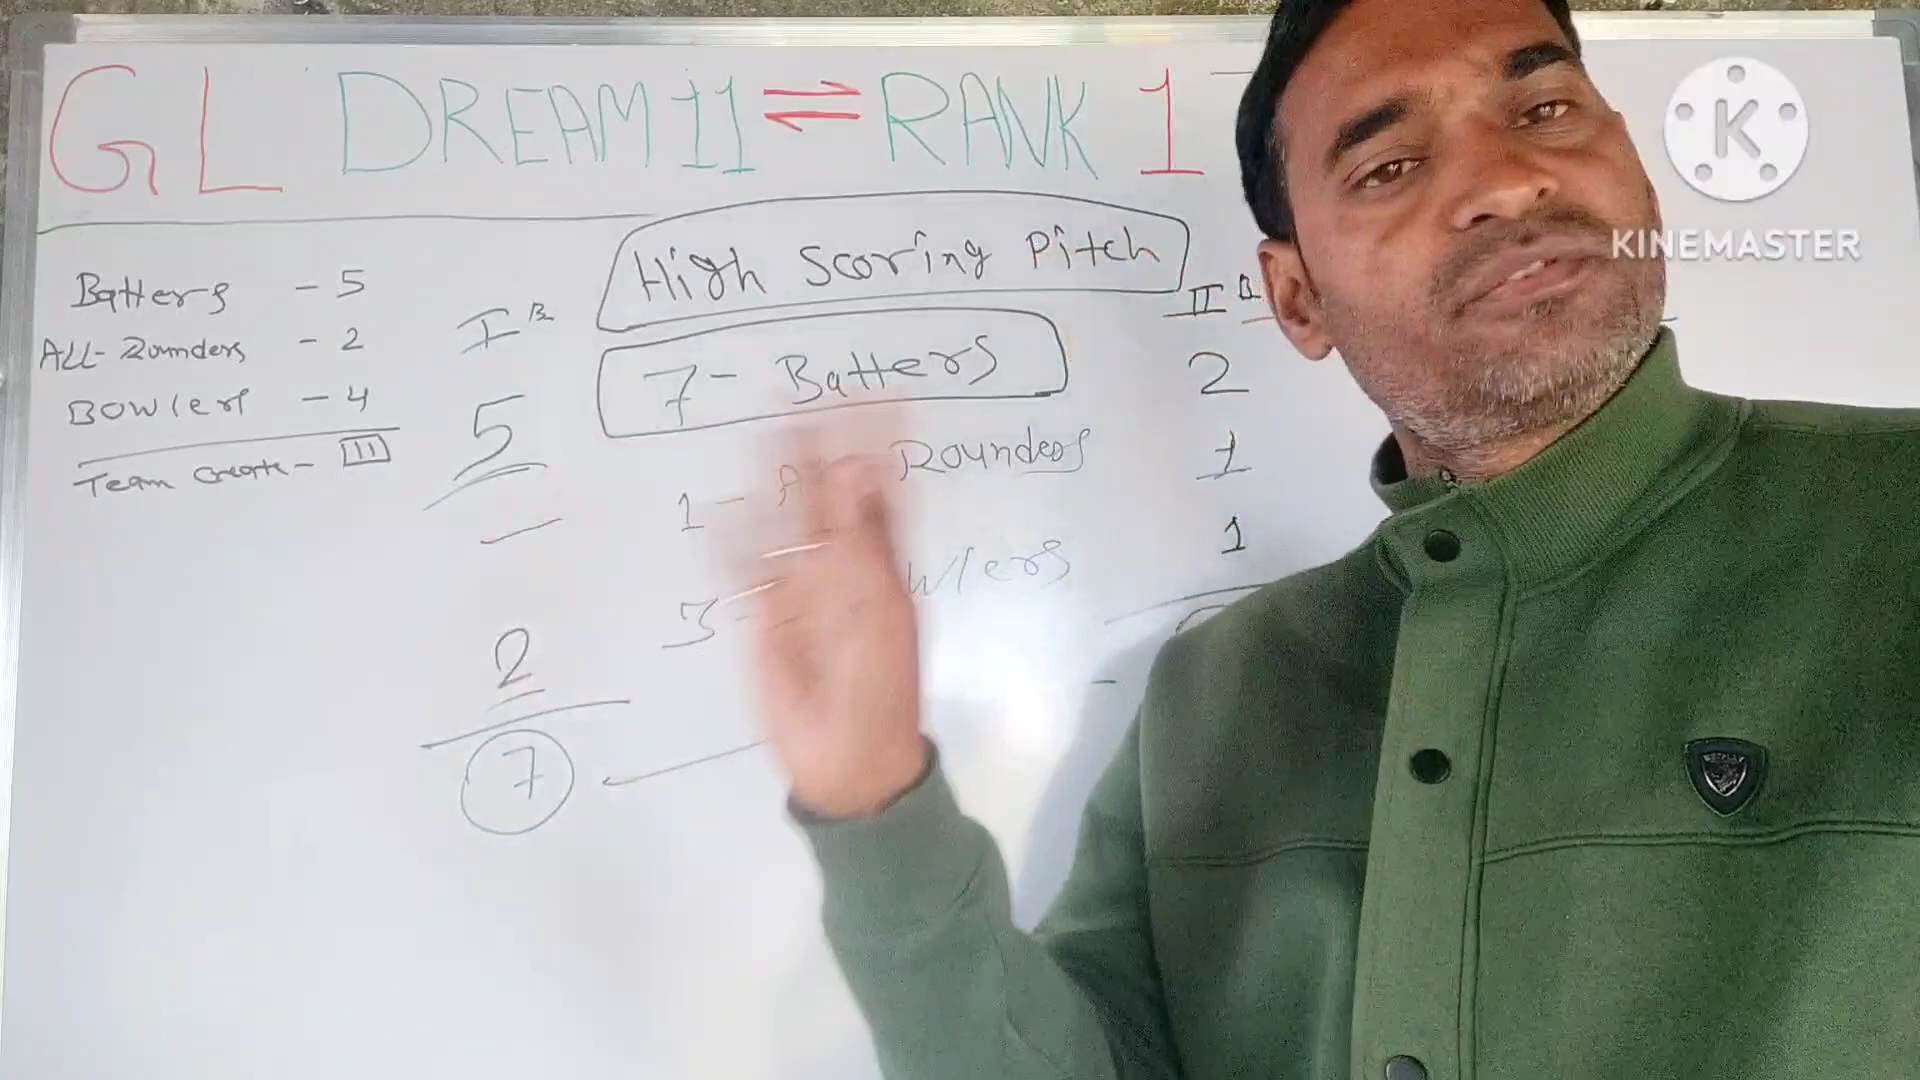 GL DREAM 11 ⇌ RANK 1
KINEMASTER
High Scoring Pitch
7 - Batters
1 - Rounders
3 - wlers
Batters - 5
ALL-Rounders - 2
BOWlers - 4
Team Create - 11
I B
5
2
7
II B
2
1
1